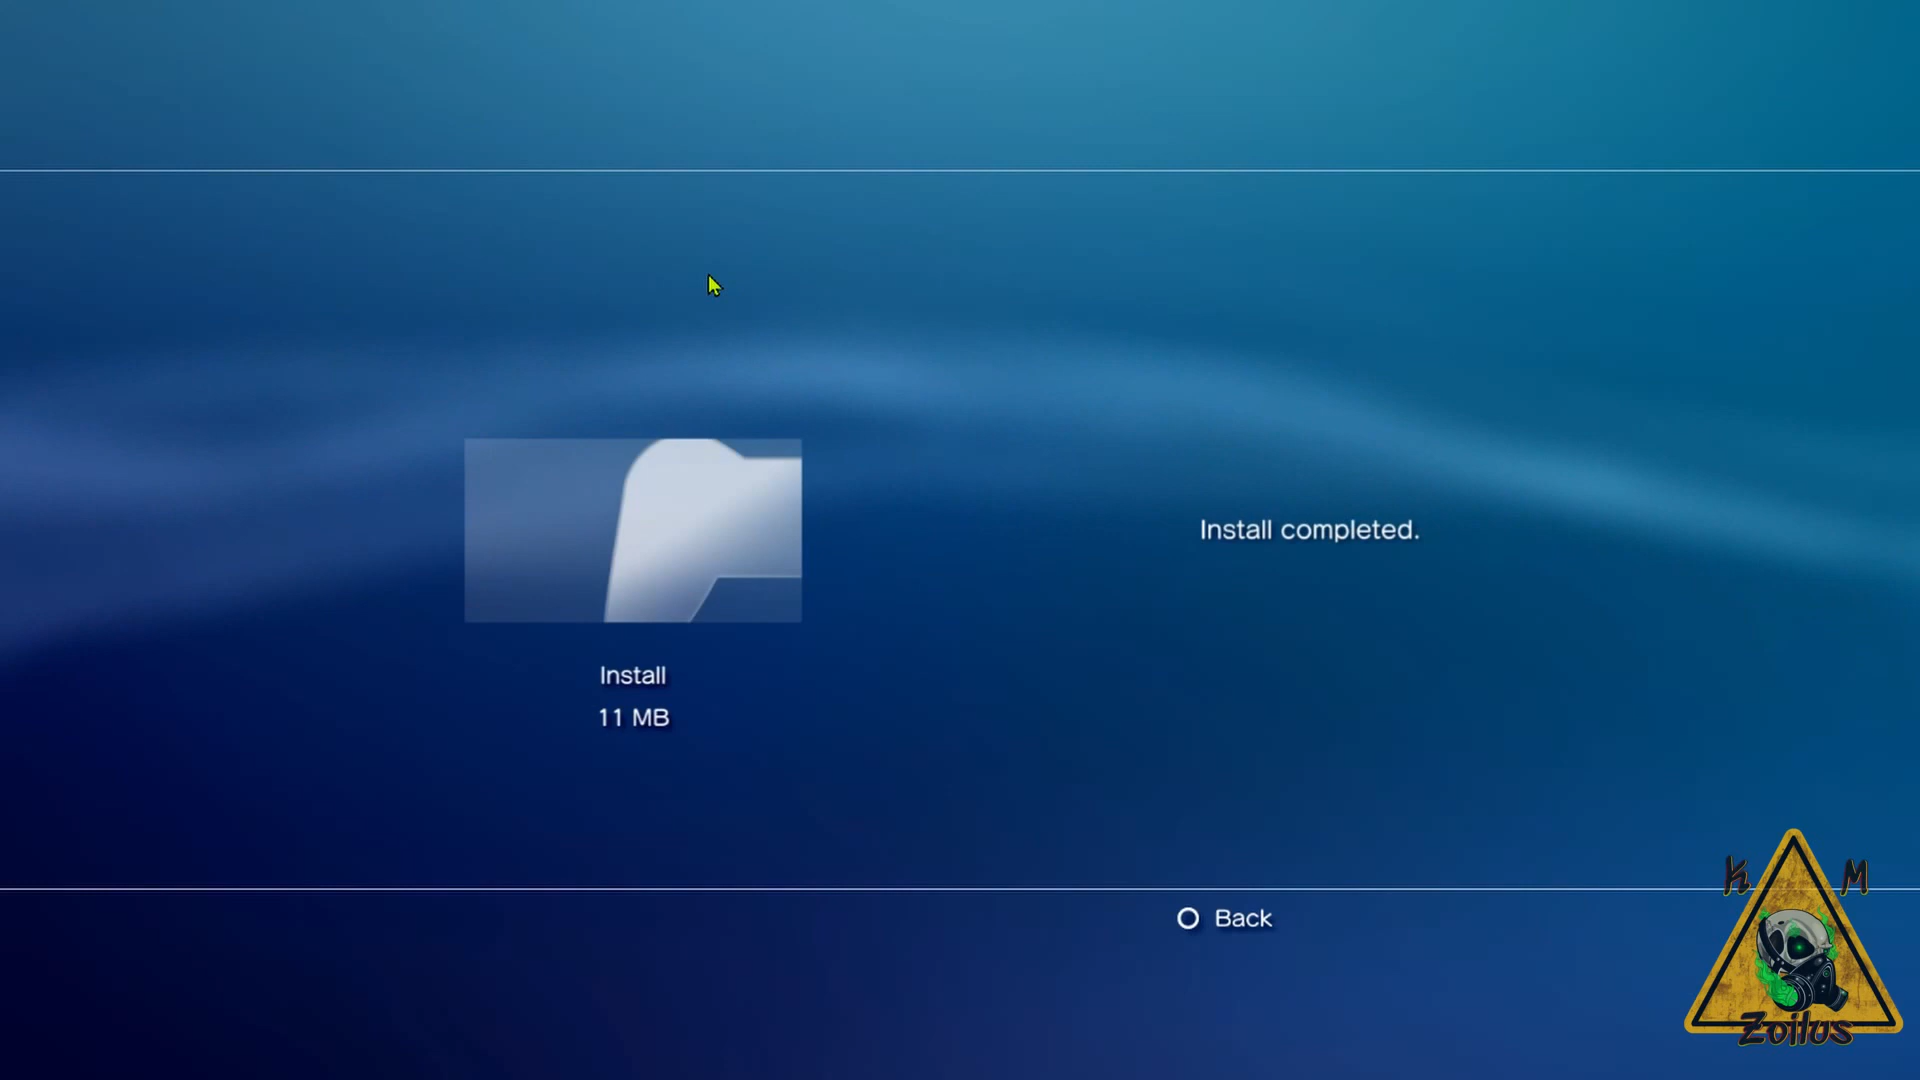 Install completed.
Install
11 MB
Back
K M
Zoilus